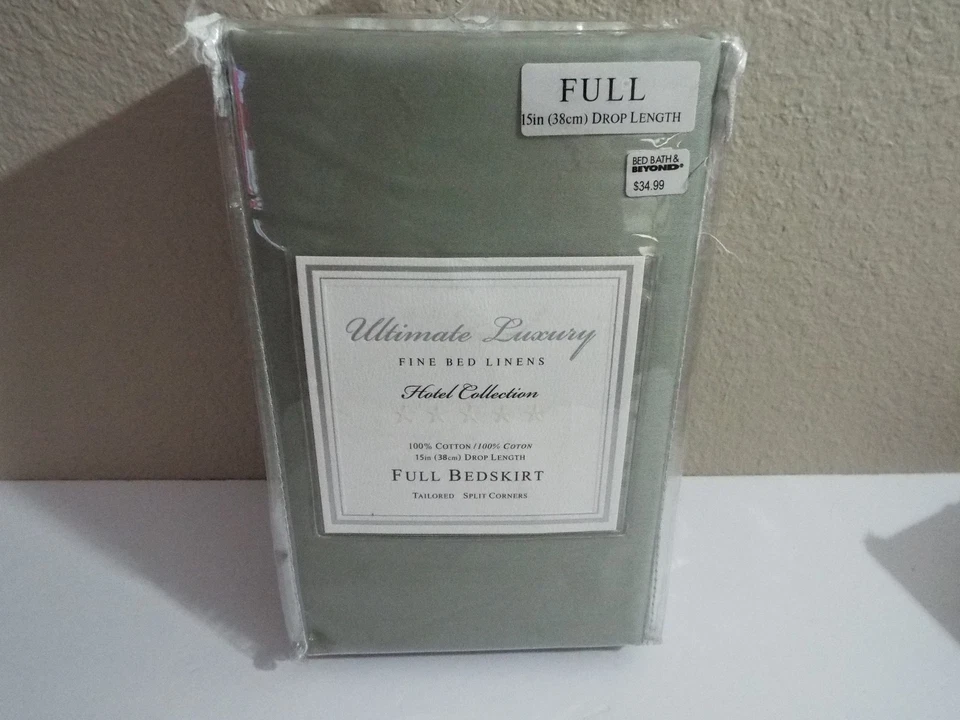 FULL
15in (38cm) DROP LENGTH
BED BATH &
BEYOND
$34.99
Ultimate Luxury
FINE BED LINENS
Hotel Collection
100% COTTON / 100% COTON
15in (38cm) DROP LENGTH
FULL BEDSKIRT
TAILORED SPLIT CORNERS